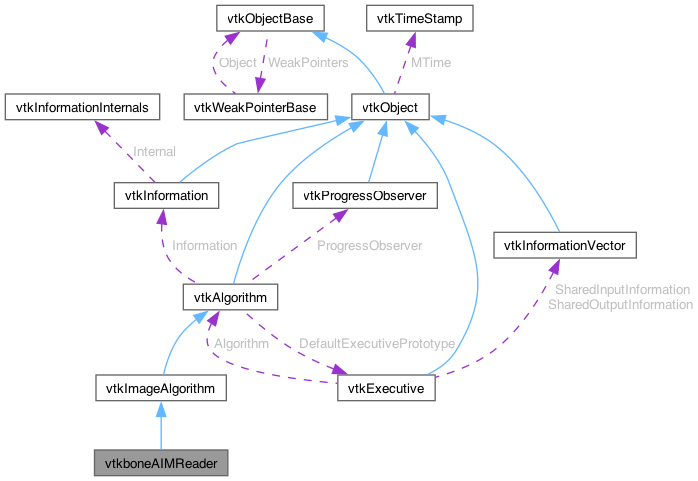 vtkObjectBase
vtkTimeStamp
Object
WeakPointers
MTime
vtkInformationInternals
vtkWeakPointerBase
vtkObject
Internal
vtkInformation
vtkProgressObserver
Information
ProgressObserver
vtkInformationVector
vtkAlgorithm
SharedInputInformation
SharedOutputInformation
Algorithm
DefaultExecutivePrototype
vtkImageAlgorithm
vtkExecutive
vtkboneAIMReader